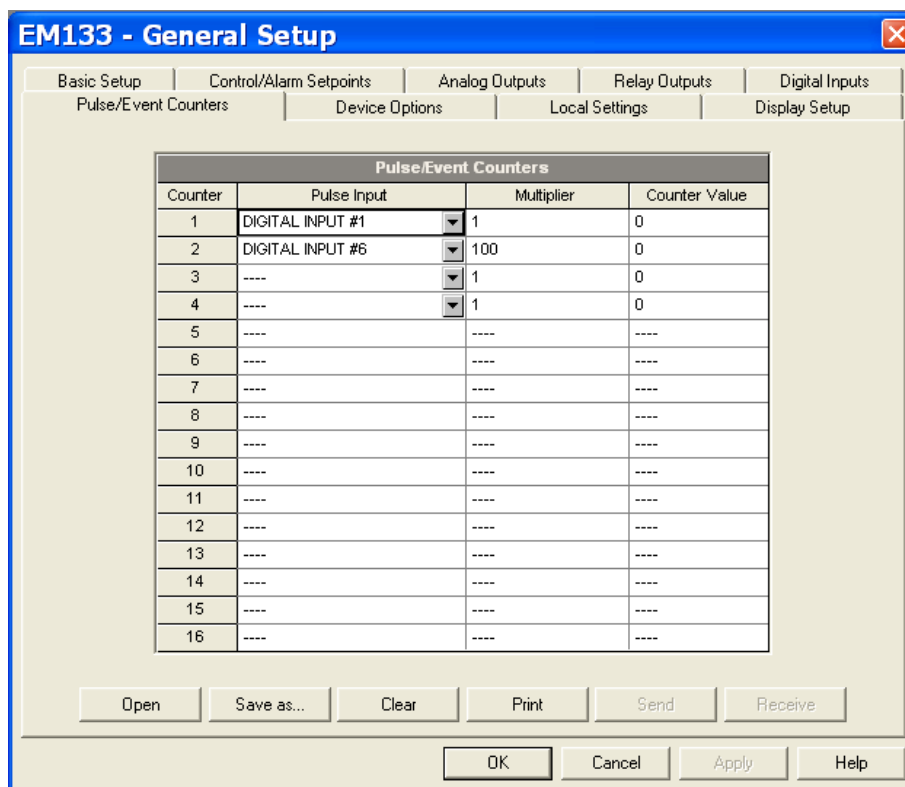 EM133 - General Setup
Basic Setup Control/Alarm Setpoints Analog Outputs Relay Outputs Digital Inputs
Pulse/Event Counters Device Options Local Settings Display Setup
Pulse/Event Counters
Counter Pulse Input Multiplier Counter Value
1 DIGITAL INPUT #1 1 0
2 DIGITAL INPUT #6 100 0
3 ---- 1 0
4 ---- 1 0
5 ---- ---- ----
6 ---- ---- ----
7 ---- ---- ----
8 ---- ---- ----
9 ---- ---- ----
10 ---- ---- ----
11 ---- ---- ----
12 ---- ---- ----
13 ---- ---- ----
14 ---- ---- ----
15 ---- ---- ----
16 ---- ---- ----
Open Save as... Clear Print Send Receive
OK Cancel Apply Help